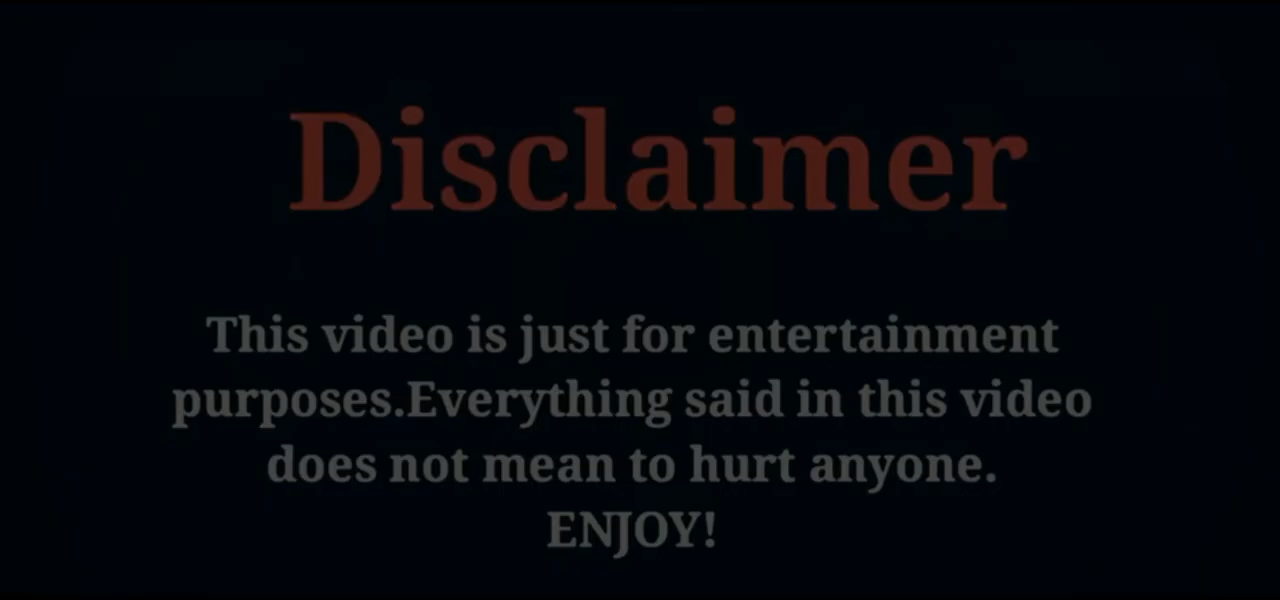 Disclaimer
This video is just for entertainment
purposes.Everything said in this video
does not mean to hurt anyone.
ENJOY!